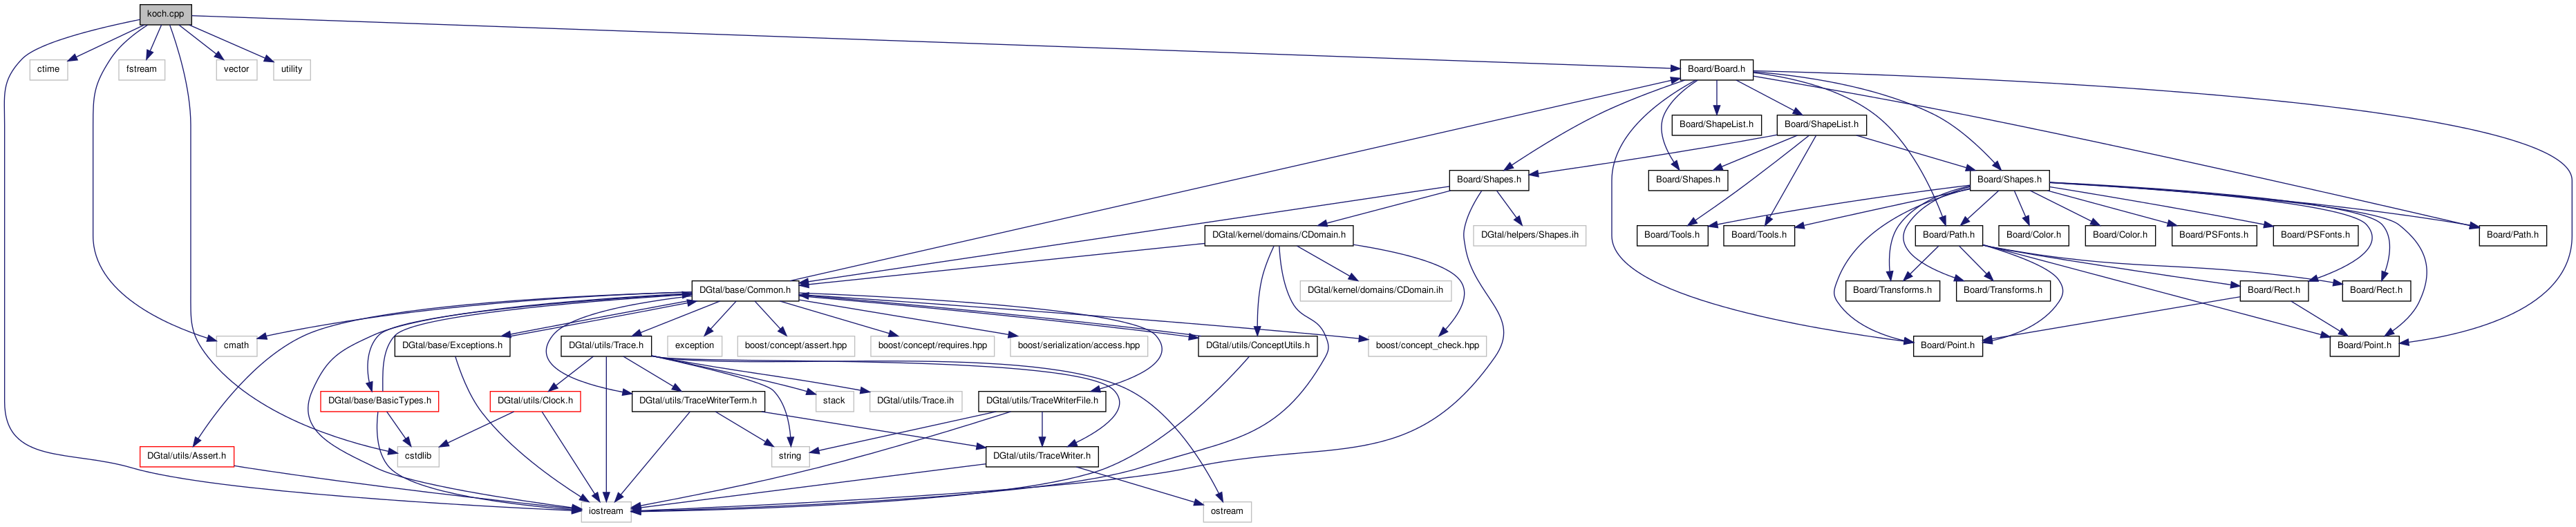 koch.cpp
ctime
fstream
vector
utility
Board/Board.h
Board/ShapeList.h
Board/ShapeList.h
Board/Shapes.h
Board/Shapes.h
Board/Shapes.h
DGtal/kernel/domains/CDomain.h
DGtal/helpers/Shapes.ih
Board/Tools.h
Board/Tools.h
Board/Path.h
Board/Color.h
Board/Color.h
Board/PSFonts.h
Board/PSFonts.h
Board/Path.h
DGtal/base/Common.h
DGtal/kernel/domains/CDomain.ih
Board/Transforms.h
Board/Transforms.h
Board/Rect.h
Board/Rect.h
cmath
DGtal/base/Exceptions.h
DGtal/utils/Trace.h
exception
boost/concept/assert.hpp
boost/concept/requires.hpp
boost/serialization/access.hpp
DGtal/utils/ConceptUtils.h
boost/concept_check.hpp
Board/Point.h
Board/Point.h
DGtal/base/BasicTypes.h
DGtal/utils/Clock.h
DGtal/utils/TraceWriterTerm.h
stack
DGtal/utils/Trace.ih
DGtal/utils/TraceWriterFile.h
DGtal/utils/Assert.h
cstdlib
string
DGtal/utils/TraceWriter.h
iostream
ostream